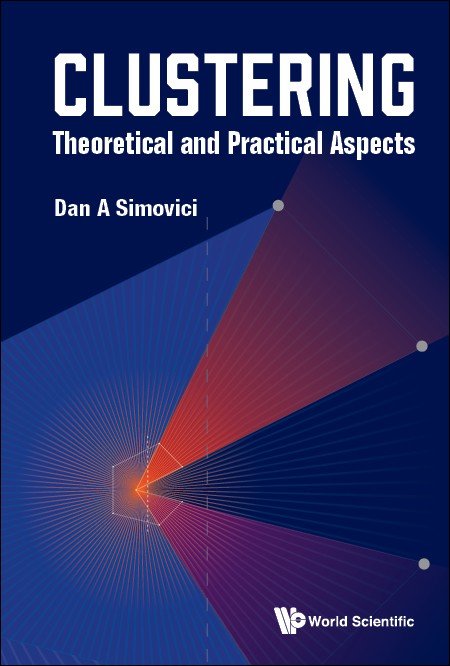 CLUSTERING
Theoretical and Practical Aspects
Dan A Simovici
World Scientific